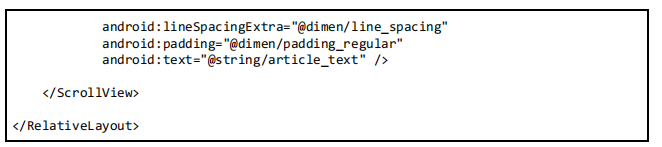 android:lineSpacingExtra="@dimen/line_spacing"
android:padding="@dimen/padding_regular"
android:text="@string/article_text" />
</ScrollView>
</RelativeLayout>